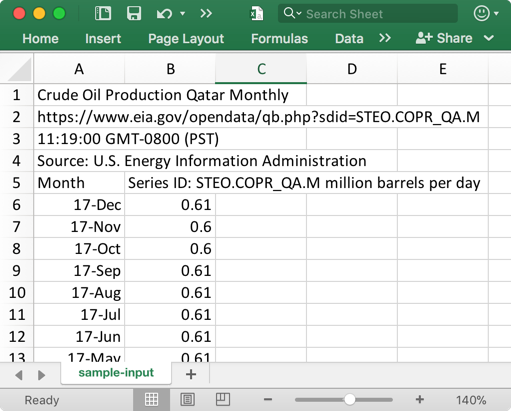 Search Sheet
Home Insert Page Layout Formulas Data >> Share
A B C D E
1 Crude Oil Production Qatar Monthly
2 https://www.eia.gov/opendata/qb.php?sdid=STEO.COPR_QA.M
3 11:19:00 GMT-0800 (PST)
4 Source: U.S. Energy Information Administration
5 Month Series ID: STEO.COPR_QA.M million barrels per day
6 17-Dec 0.61
7 17-Nov 0.6
8 17-Oct 0.6
9 17-Sep 0.61
10 17-Aug 0.61
11 17-Jul 0.61
12 17-Jun 0.61
13 17-May 0.61
sample-input +
Ready - + 140%